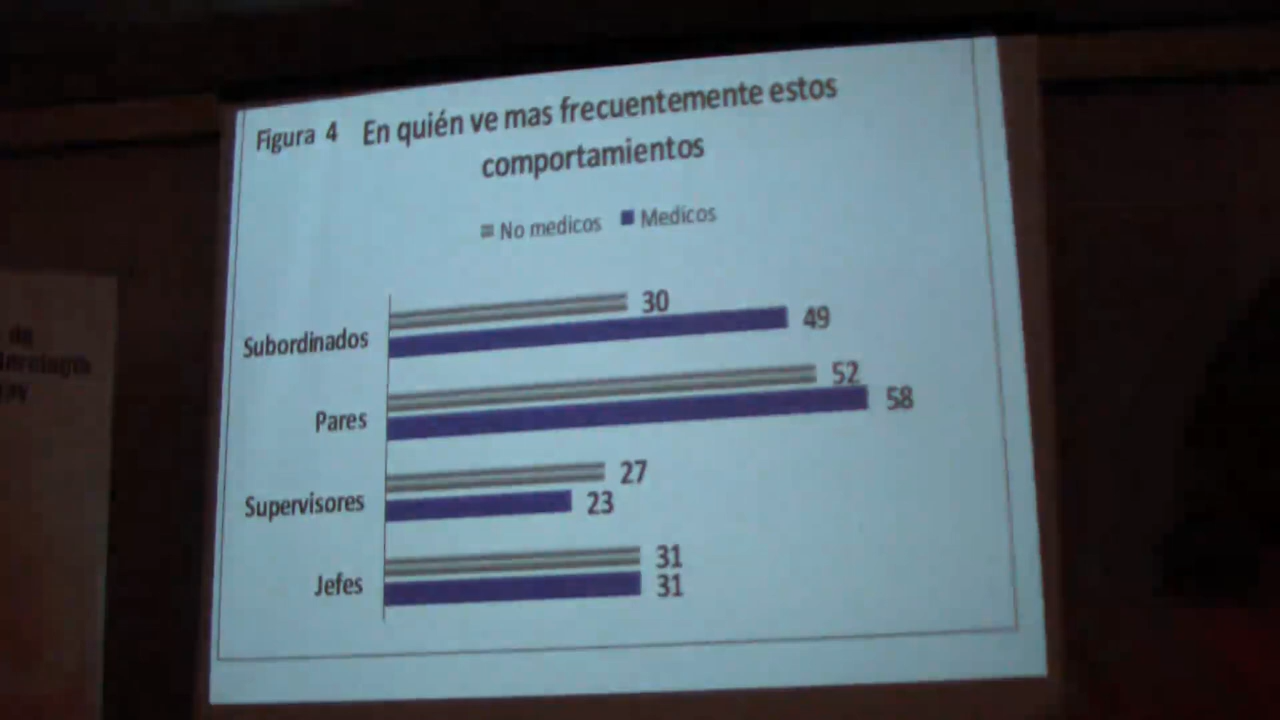 Figura 4 En quién ve mas frecuentemente estos
comportamientos
No medicos Medicos
Subordinados 30
49
Pares 52
58
Supervisores 27
23
Jefes 31
31